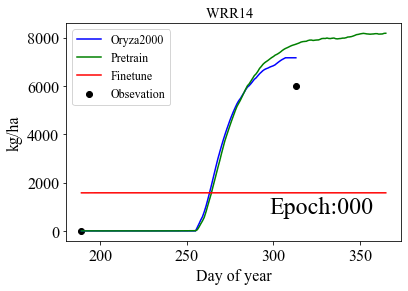 WRR14
8000
6000
4000
2000
0
kg/ha
Oryza2000
Pretrain
Finetune
Obsevation
Epoch:000
200
250
300
350
Day of year